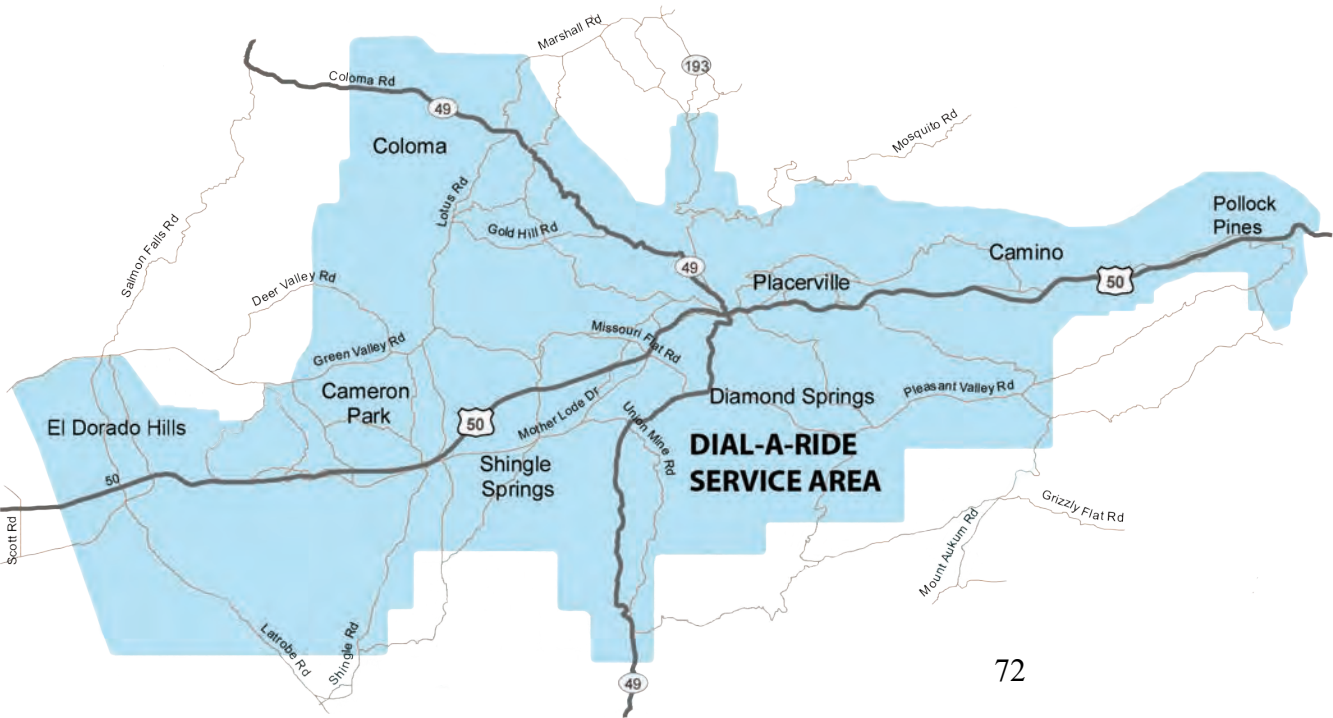 Marshall Rd
193
Coloma Rd
49
Mosquito Rd
Coloma
Lotus Rd
Pollock
Pines
Salmon Falls Rd
Gold Hill Rd
Camino
49
Deer Valley Rd
Placerville
50
Missouri Flat Rd
Green Valley Rd
Cameron
Park
Pleasant Valley Rd
Diamond Springs
El Dorado Hills
50
Mother Lode Dr
Union Mine Rd
DIAL-A-RIDE
SERVICE AREA
Shingle
Springs
50
Scott Rd
Grizzly Flat Rd
Mount Aukum Rd
Latrobe Rd
Shingle Rd
49
72